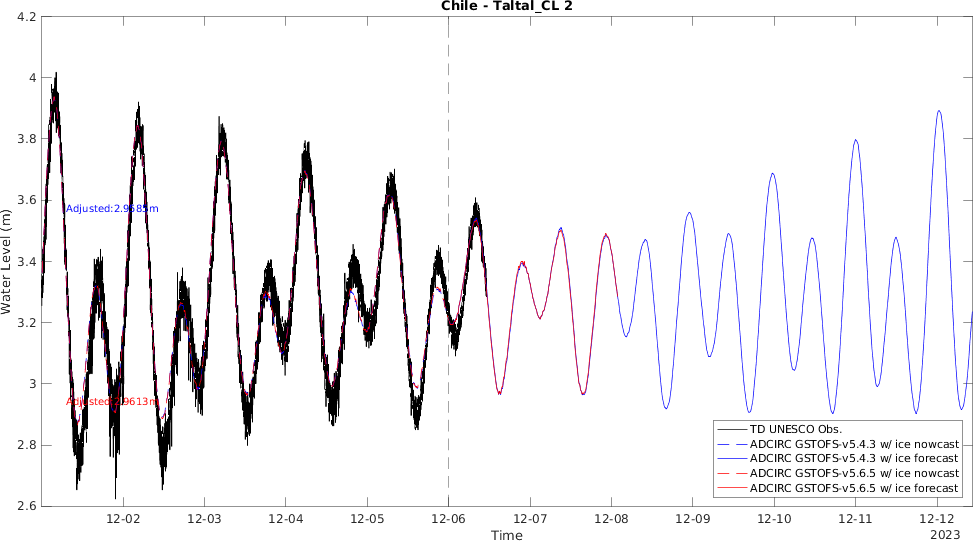 Chile - Taltal_CL 2
4.2
4
3.8
3.6
3.4
3.2
3
2.8
2.6
Water Level (m)
Adjusted:2.9585m
Adjusted:2.9613m
TD UNESCO Obs.
ADCIRC GSTOFS-v5.4.3 w/ ice nowcast
ADCIRC GSTOFS-v5.4.3 w/ ice forecast
ADCIRC GSTOFS-v5.6.5 w/ ice nowcast
ADCIRC GSTOFS-v5.6.5 w/ ice forecast
12-02 12-03 12-04 12-05 12-06 12-07 12-08 12-09 12-10 12-11 12-12
Time
2023